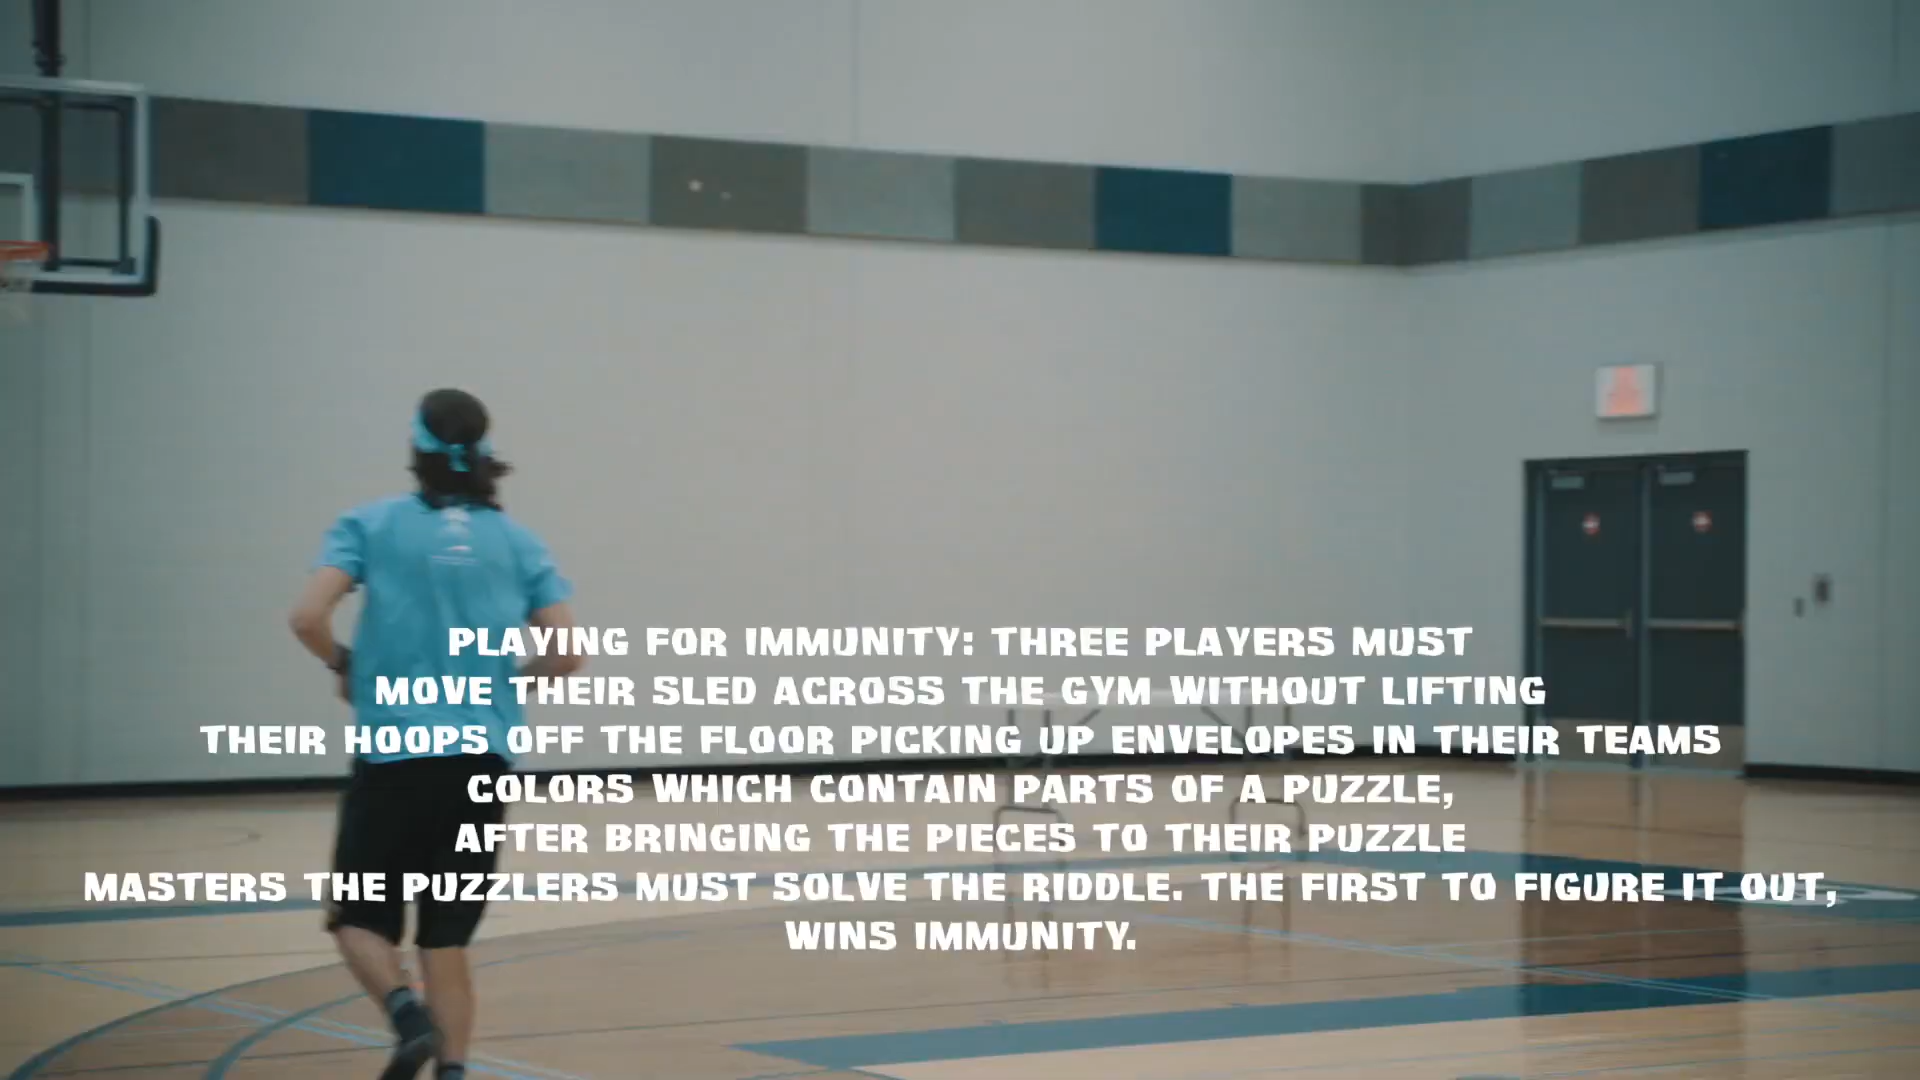 PLAYING FOR IMMUNITY: THREE PLAYERS MUST
MOVE THEIR SLED ACROSS THE GYM WITHOUT LIFTING
THEIR HOOPS OFF THE FLOOR PICKING UP ENVELOPES IN THEIR TEAMS
COLORS WHICH CONTAIN PARTS OF A PUZZLE,
AFTER BRINGING THE PIECES TO THEIR PUZZLE
MASTERS THE PUZZLERS MUST SOLVE THE RIDDLE. THE FIRST TO FIGURE IT OUT,
WINS IMMUNITY.